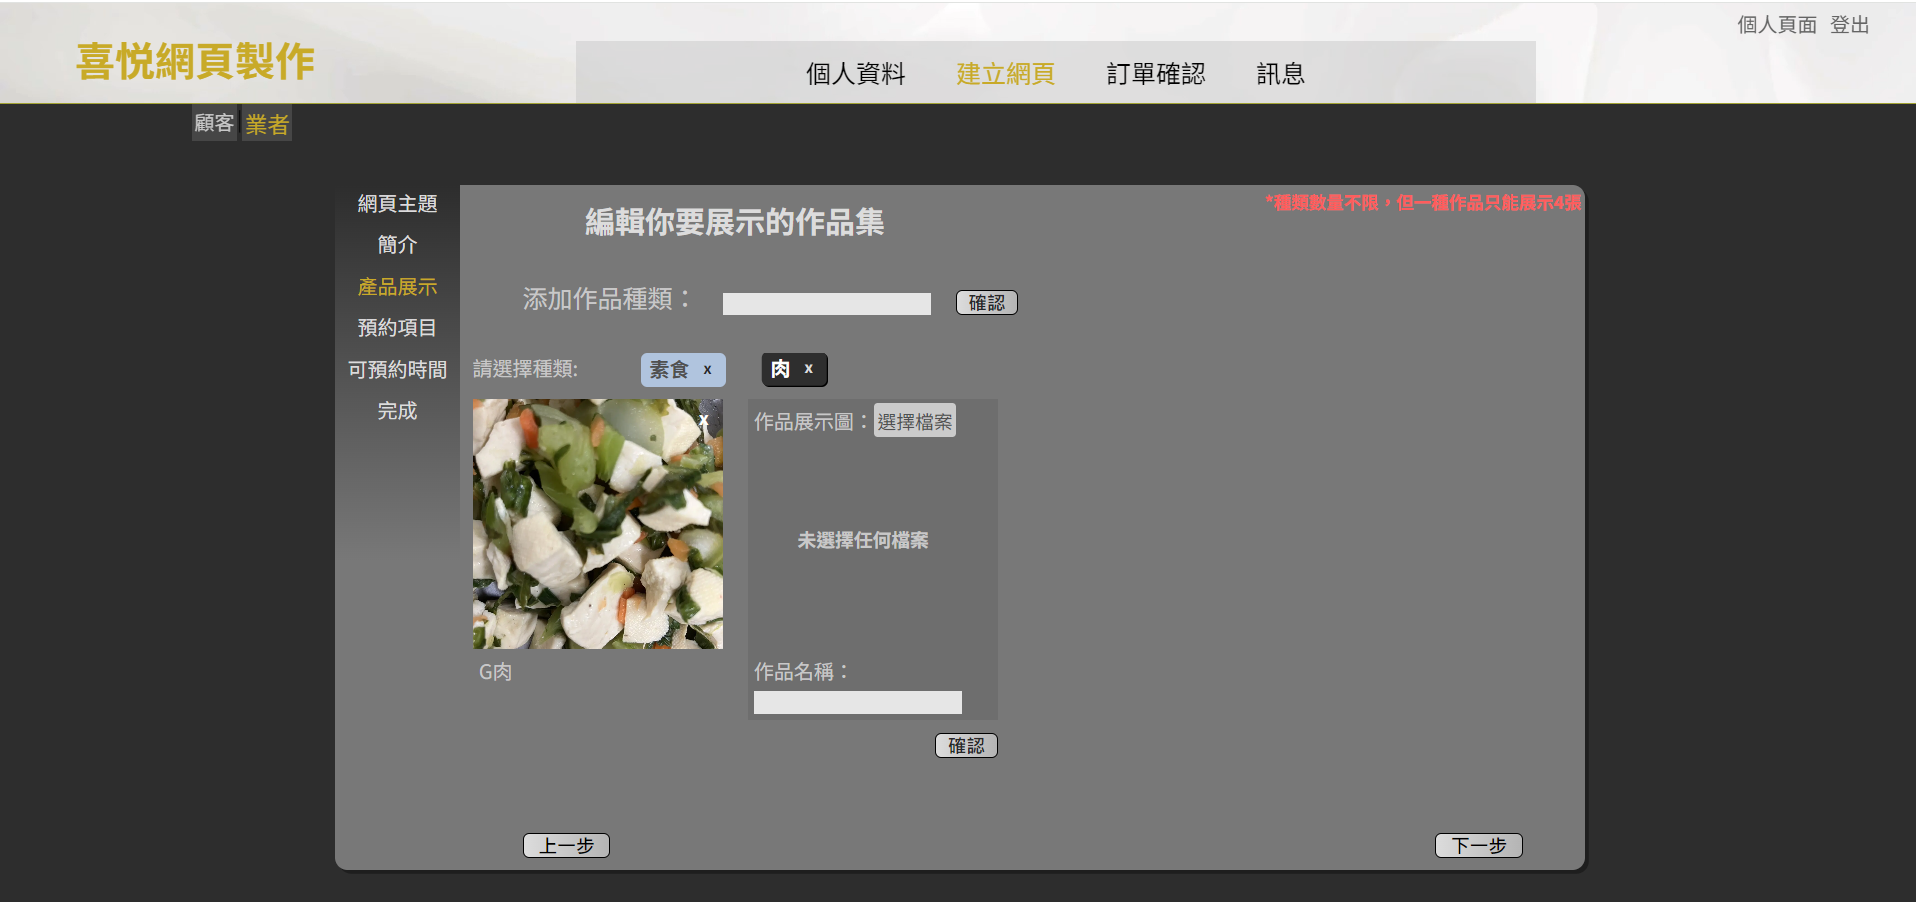 個人頁面 登出
喜悅網頁製作
個人資料 建立網頁 訂單確認 訊息
顧客 業者
網頁主題
簡介
產品展示
預約項目
可預約時間
完成
*種類數量不限，但一種作品只能展示4張
編輯你要展示的作品集
添加作品種類： 確認
請選擇種類: 素食 x 肉 x
x
作品展示圖： 選擇檔案
未選擇任何檔案
G肉
作品名稱：
確認
上一步 下一步